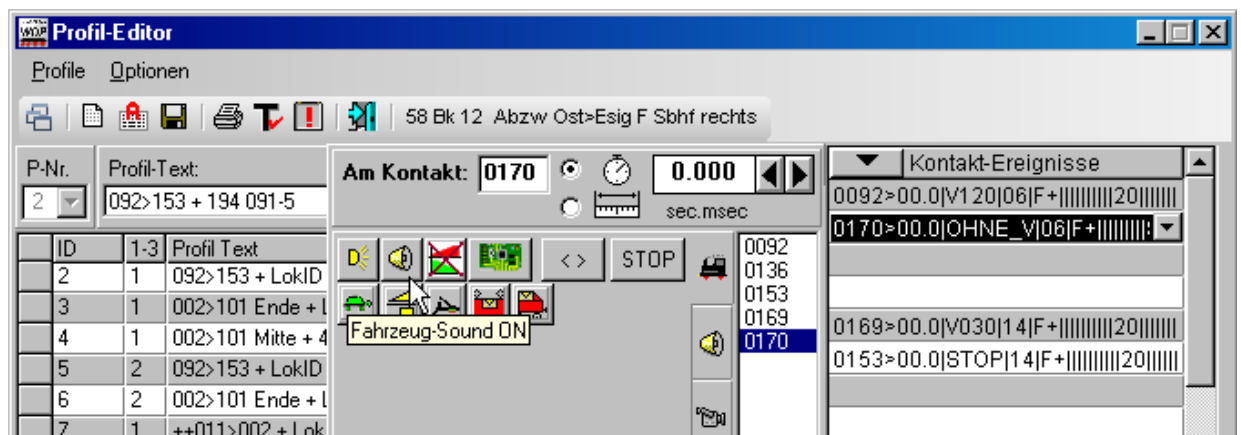 WDP Profil-Editor
Profile Optionen
58 Bk 12 Abzw Ost>Esig F Sbhf rechts
P-Nr. Profil-Text:
2 092>153 + 194 091-5
Am Kontakt: 0170 0.000
sec.msec
Kontakt-Ereignisse
0092>00.0|V120|06|F+||||||||||20|||||||
0170>00.0|OHNE_V|06|F+|||||||||
0169>00.0|V030|14|F+||||||||||20|||||||
0153>00.0|STOP|14|F+||||||||||20|||||||
ID 1-3 Profil Text
2 1 092>153 + LokID
3 1 002>101 Ende + L
4 1 002>101 Mitte + 4
5 2 092>153 + LokID
6 2 002>101 Ende + L
7 1 ++011>002 + Lok
< > STOP
Fahrzeug-Sound ON
0092
0136
0153
0169
0170